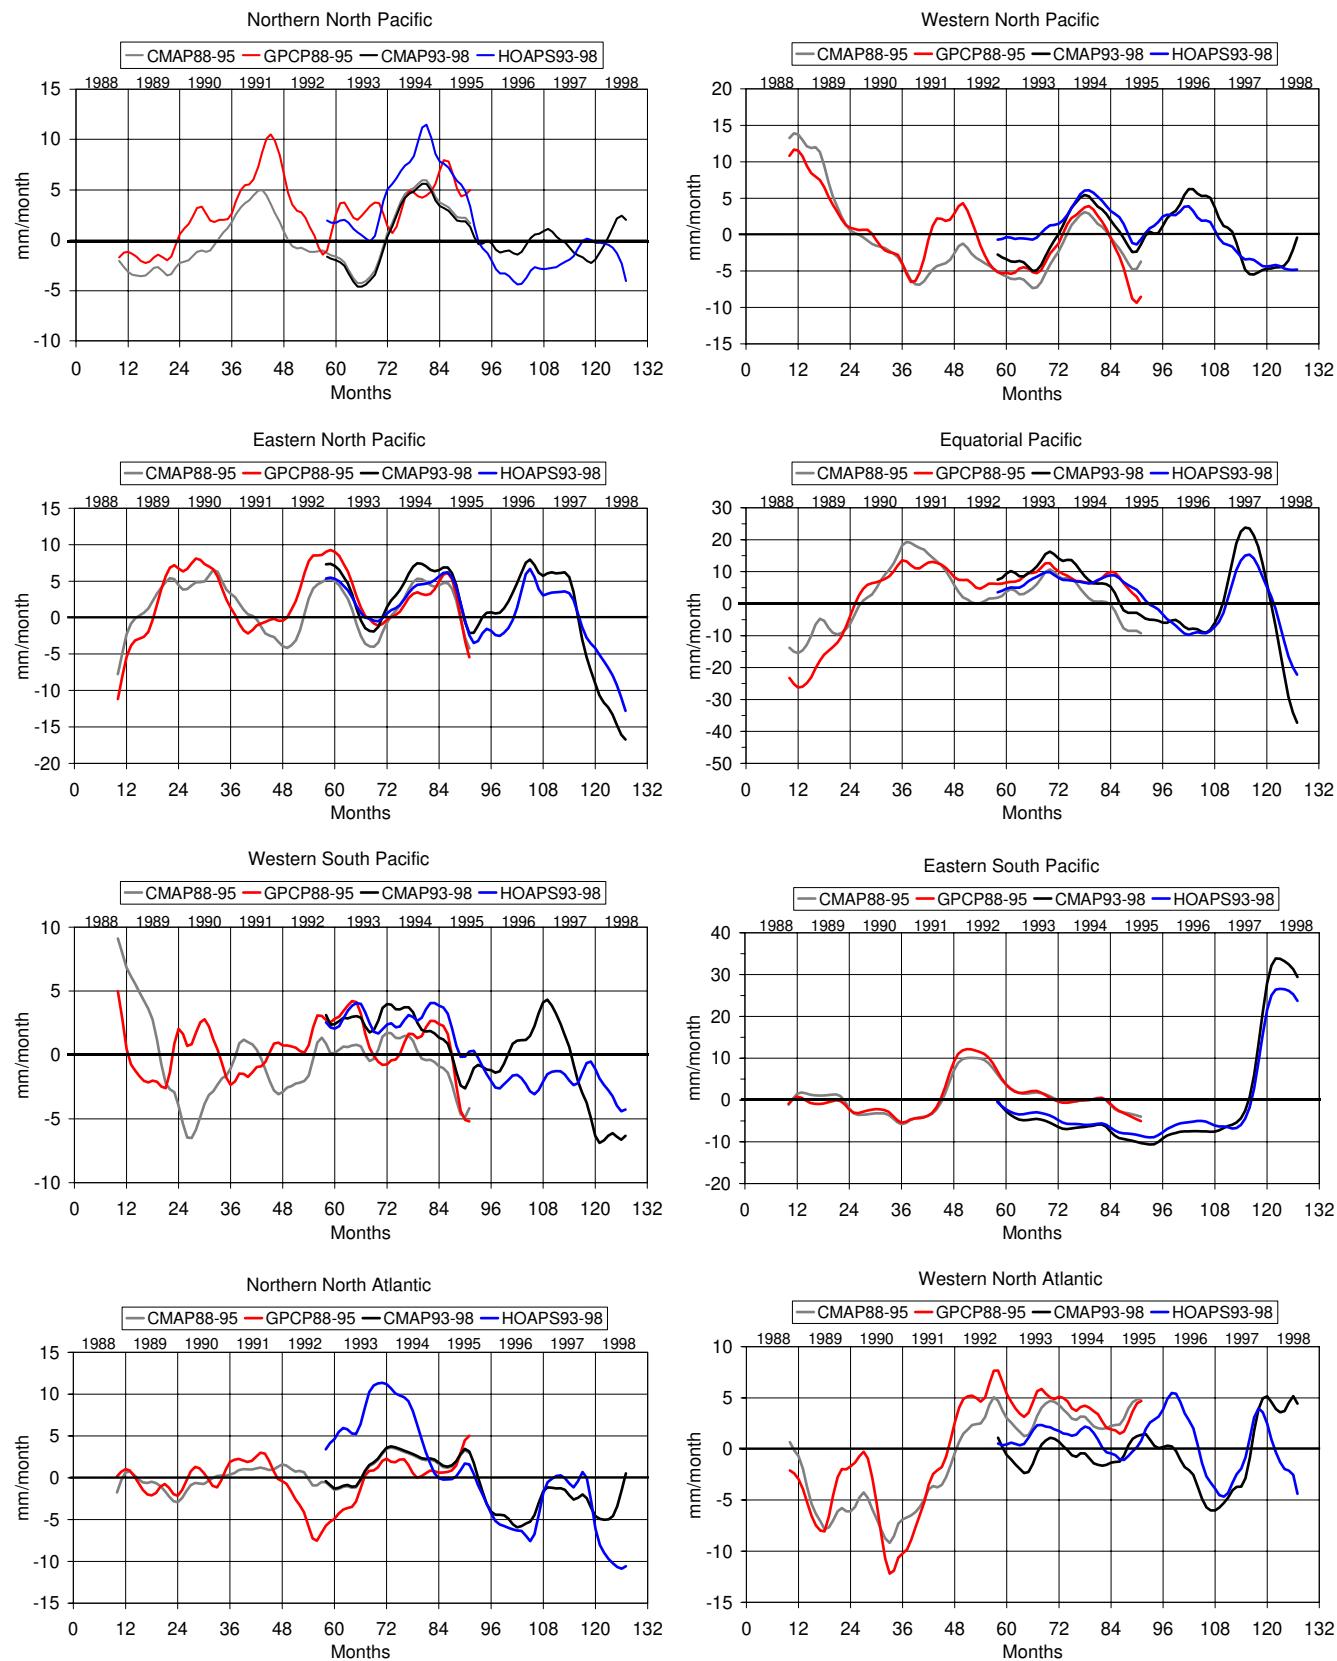 Northern North Pacific
CMAP88-95 GPCP88-95 CMAP93-98 HOAPS93-98
1988 1989 1990 1991 1992 1993 1994 1995 1996 1997 1998
15
10
5
0
-5
-10
mm/month
0 12 24 36 48 60 72 84 96 108 120 132
Months
Western North Pacific
CMAP88-95 GPCP88-95 CMAP93-98 HOAPS93-98
1988 1989 1990 1991 1992 1993 1994 1995 1996 1997 1998
20
15
10
5
0
-5
-10
-15
mm/month
0 12 24 36 48 60 72 84 96 108 120 132
Months
Eastern North Pacific
CMAP88-95 GPCP88-95 CMAP93-98 HOAPS93-98
1988 1989 1990 1991 1992 1993 1994 1995 1996 1997 1998
15
10
5
0
-5
-10
-15
-20
mm/month
0 12 24 36 48 60 72 84 96 108 120 132
Months
Equatorial Pacific
CMAP88-95 GPCP88-95 CMAP93-98 HOAPS93-98
1988 1989 1990 1991 1992 1993 1994 1995 1996 1997 1998
30
20
10
0
-10
-20
-30
-40
-50
mm/month
0 12 24 36 48 60 72 84 96 108 120 132
Months
Western South Pacific
CMAP88-95 GPCP88-95 CMAP93-98 HOAPS93-98
1988 1989 1990 1991 1992 1993 1994 1995 1996 1997 1998
10
5
0
-5
-10
mm/month
0 12 24 36 48 60 72 84 96 108 120 132
Months
Eastern South Pacific
CMAP88-95 GPCP88-95 CMAP93-98 HOAPS93-98
1988 1989 1990 1991 1992 1993 1994 1995 1996 1997 1998
40
30
20
10
0
-10
-20
mm/month
0 12 24 36 48 60 72 84 96 108 120 132
Months
Northern North Atlantic
CMAP88-95 GPCP88-95 CMAP93-98 HOAPS93-98
1988 1989 1990 1991 1992 1993 1994 1995 1996 1997 1998
15
10
5
0
-5
-10
-15
mm/month
0 12 24 36 48 60 72 84 96 108 120 132
Months
Western North Atlantic
CMAP88-95 GPCP88-95 CMAP93-98 HOAPS93-98
1988 1989 1990 1991 1992 1993 1994 1995 1996 1997 1998
10
5
0
-5
-10
-15
mm/month
0 12 24 36 48 60 72 84 96 108 120 132
Months